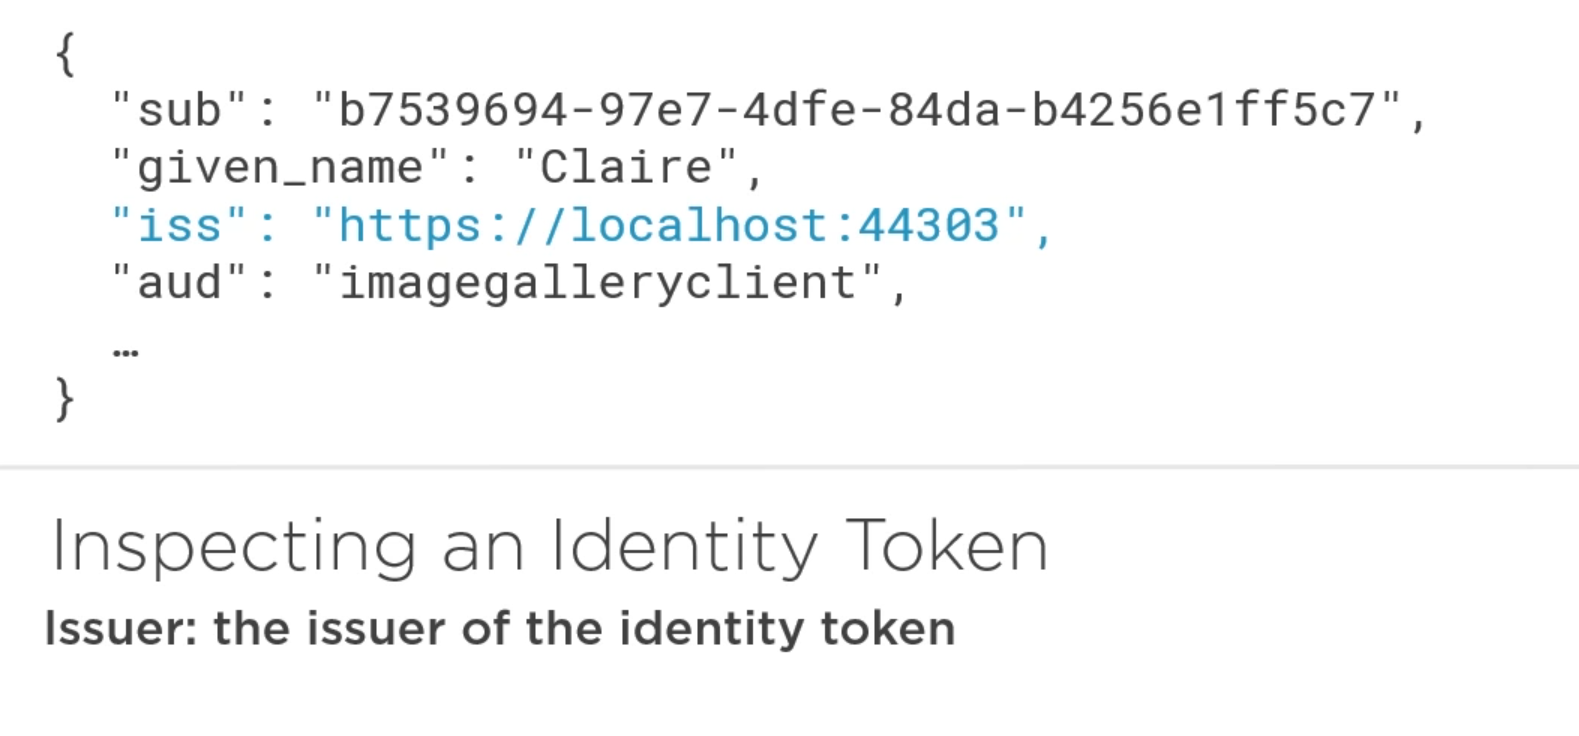 {
"sub": "b7539694-97e7-4dfe-84da-b4256e1ff5c7",
"given_name": "Claire",
"iss": "https://localhost:44303",
"aud": "imagegalleryclient",
…
}
Inspecting an Identity Token
Issuer: the issuer of the identity token